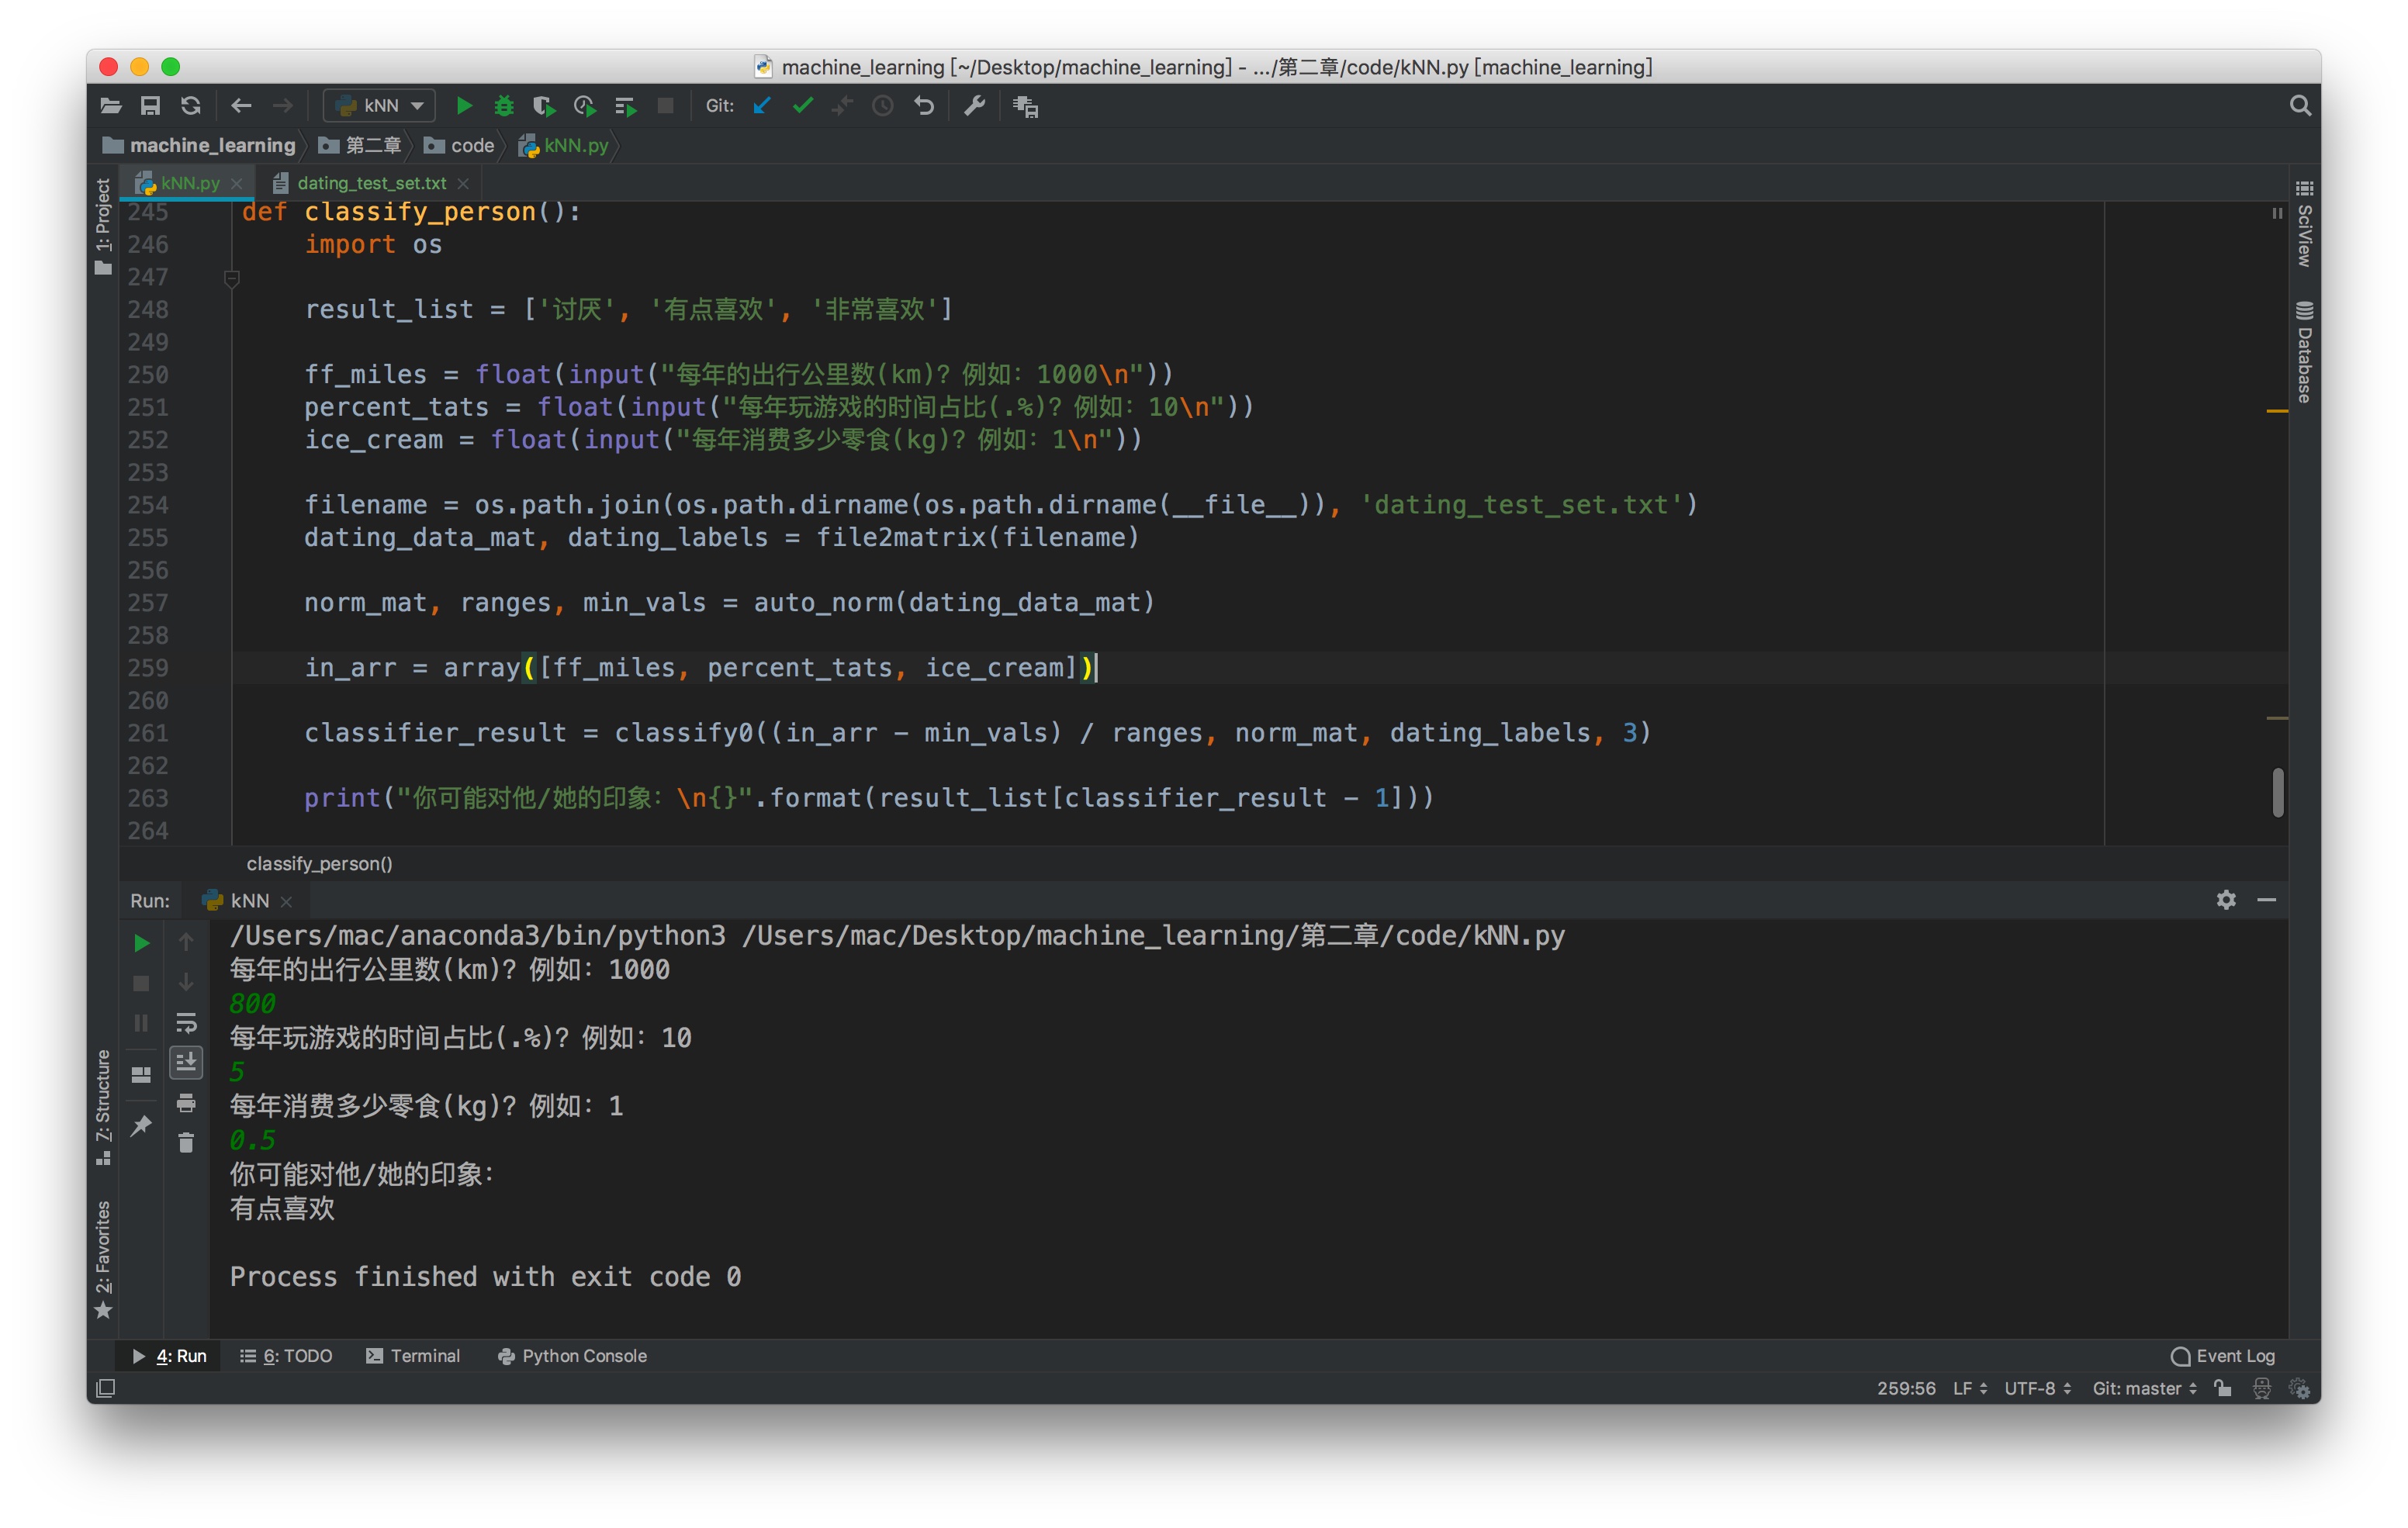 machine_learning [~/Desktop/machine_learning] - .../第二章/code/kNN.py [machine_learning]
kNN
Git:
machine_learning 第二章 code kNN.py
kNN.py dating_test_set.txt
1: Project
SciView
Database
245 def classify_person():
246 import os
247
248 result_list = ['讨厌', '有点喜欢', '非常喜欢']
249
250 ff_miles = float(input("每年的出行公里数(km)？例如：1000\n"))
251 percent_tats = float(input("每年玩游戏的时间占比(.%)？例如：10\n"))
252 ice_cream = float(input("每年消费多少零食(kg)？例如：1\n"))
253
254 filename = os.path.join(os.path.dirname(os.path.dirname(__file__)), 'dating_test_set.txt')
255 dating_data_mat, dating_labels = file2matrix(filename)
256
257 norm_mat, ranges, min_vals = auto_norm(dating_data_mat)
258
259 in_arr = array([ff_miles, percent_tats, ice_cream])
260
261 classifier_result = classify0((in_arr - min_vals) / ranges, norm_mat, dating_labels, 3)
262
263 print("你可能对他/她的印象：\n{}".format(result_list[classifier_result - 1]))
264
classify_person()
Run: kNN
/Users/mac/anaconda3/bin/python3 /Users/mac/Desktop/machine_learning/第二章/code/kNN.py
每年的出行公里数(km)？例如：1000
800
每年玩游戏的时间占比(.%)？例如：10
5
每年消费多少零食(kg)？例如：1
0.5
你可能对他/她的印象：
有点喜欢
Process finished with exit code 0
7: Structure
2: Favorites
4: Run 6: TODO Terminal Python Console Event Log
259:56 LF UTF-8 Git: master